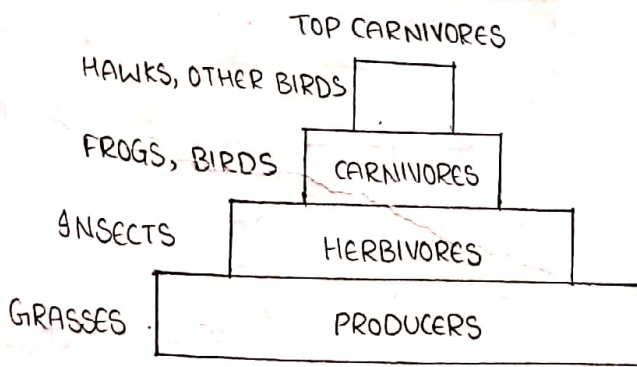 TOP CARNIVORES
HAWKS, OTHER BIRDS
FROGS, BIRDS CARNIVORES
INSECTS HERBIVORES
GRASSES PRODUCERS